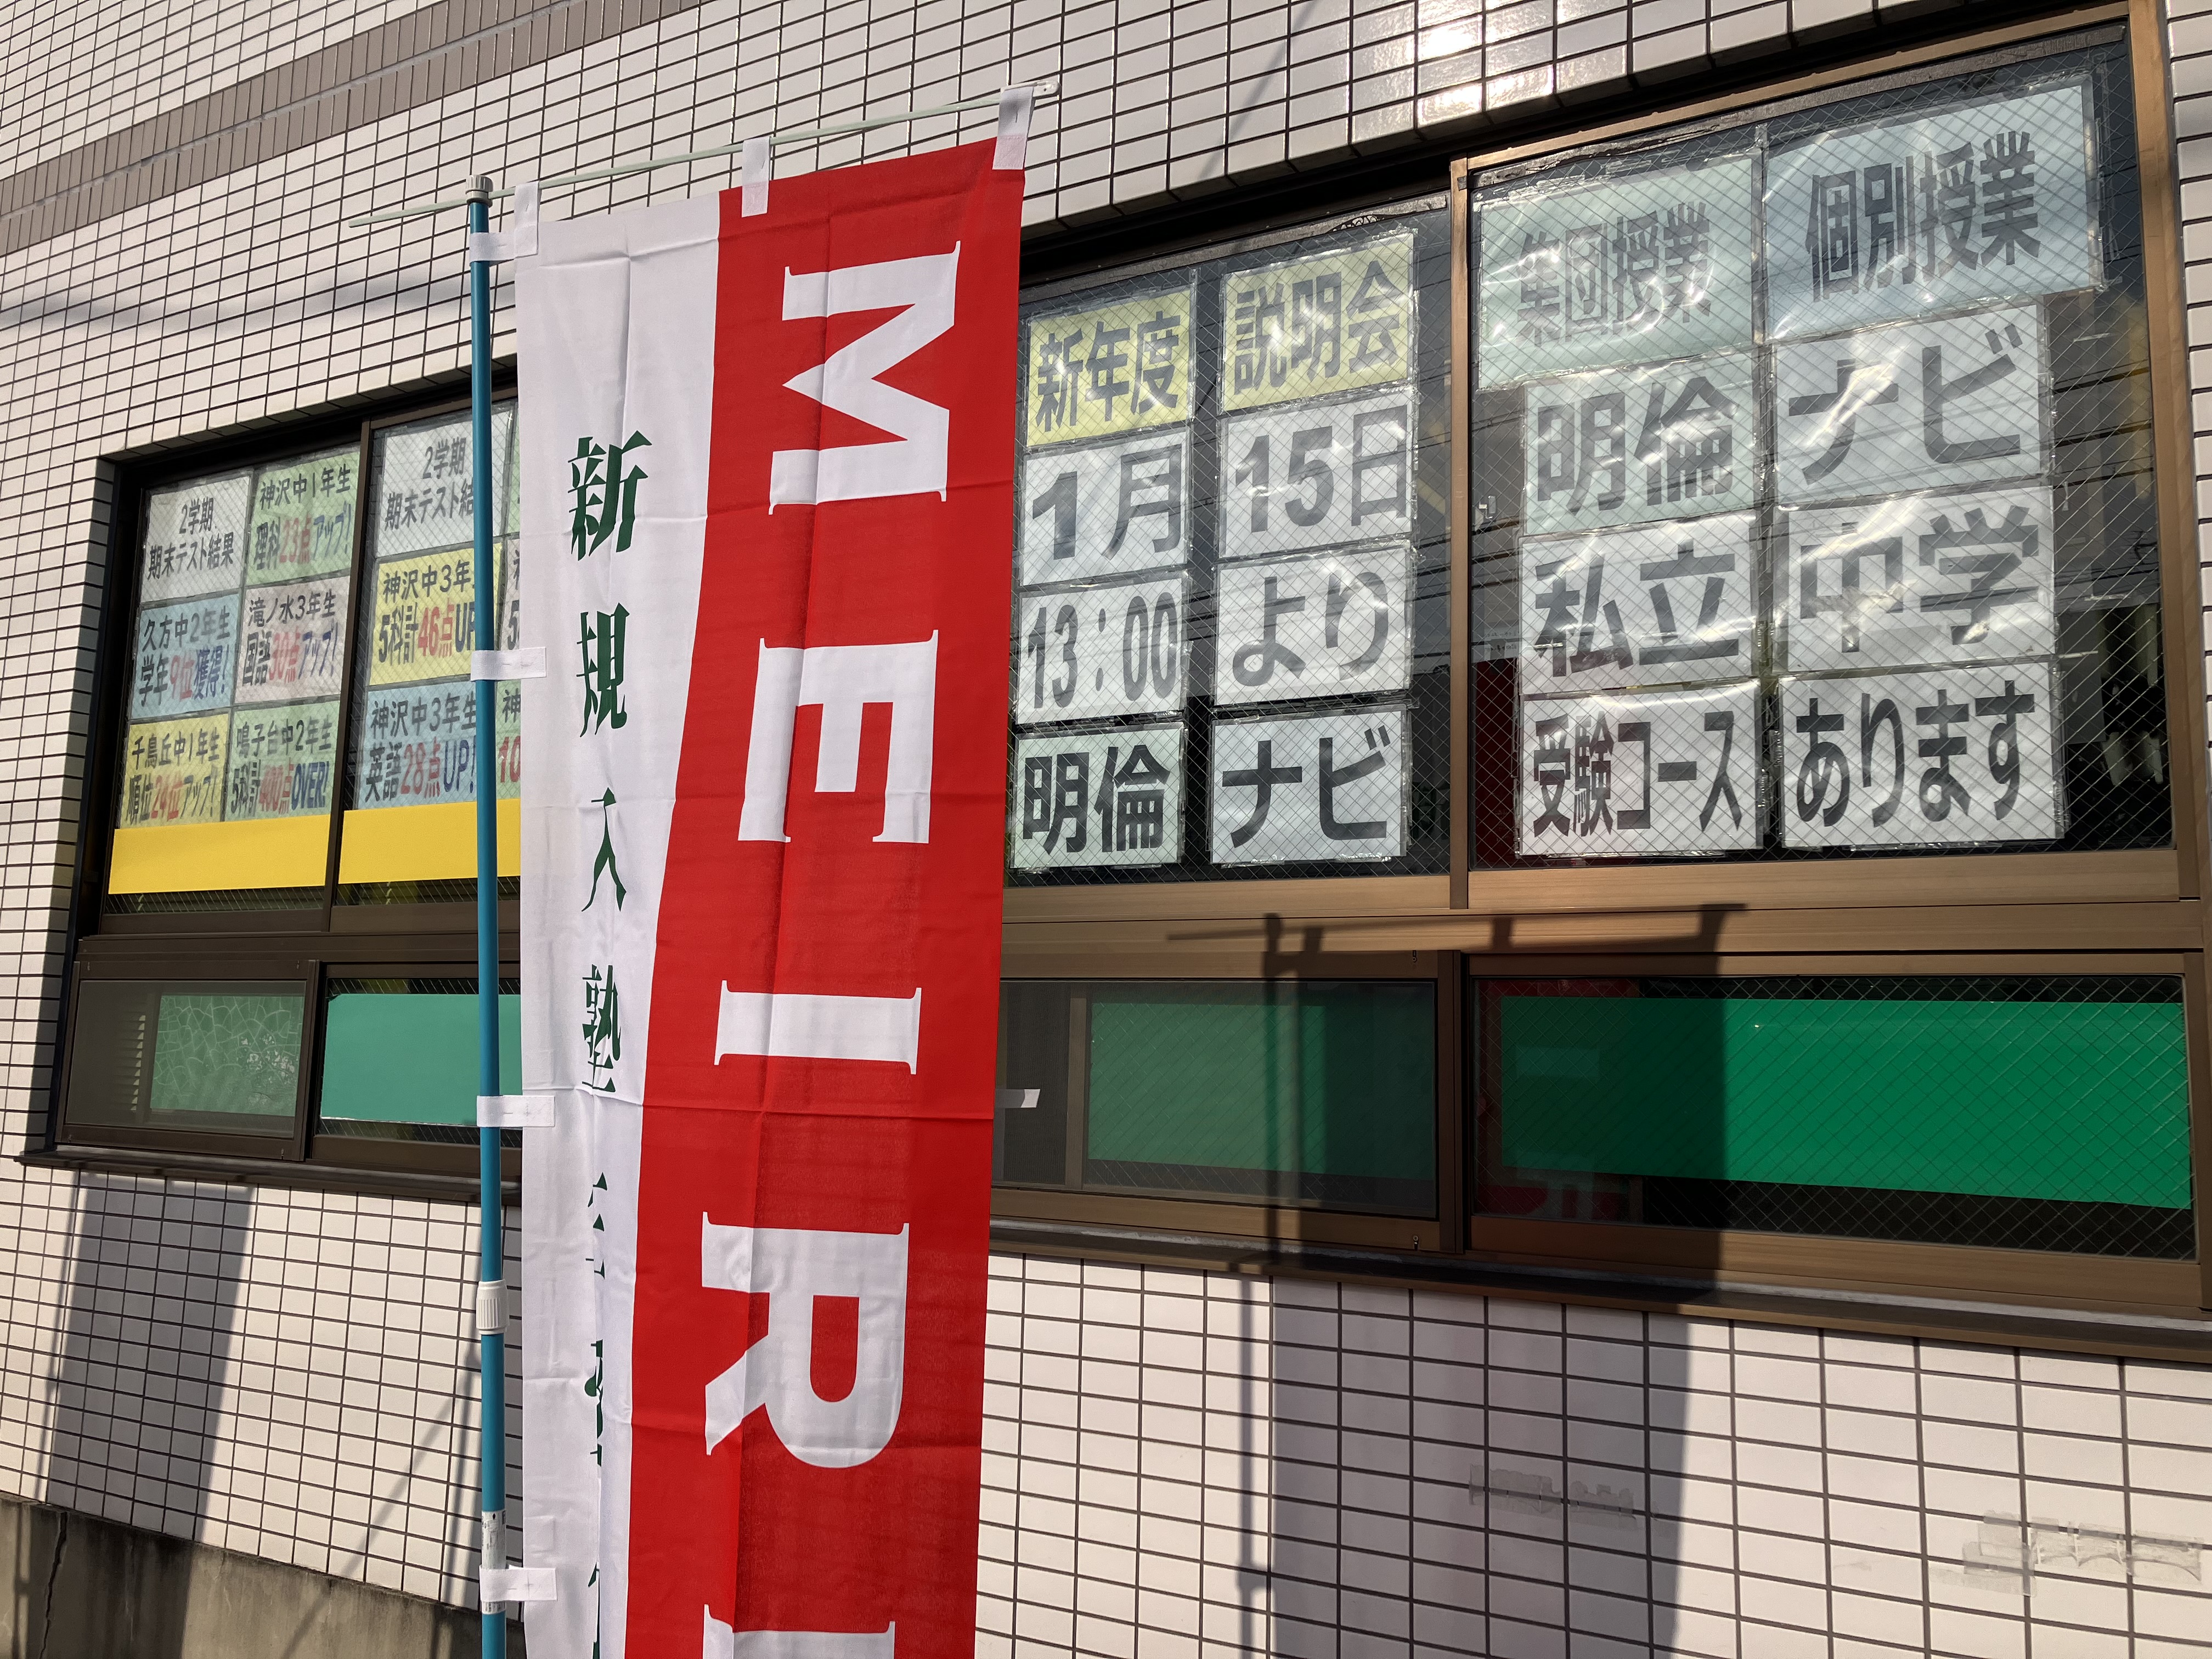 2学期
期末テスト結果
神沢中1年生
理科23点アップ!
久方中2年生
学年9位獲得!
滝ノ水3年生
国語30点アップ!
千鳥丘中1年生
順位24位アップ!
鳴子台中2年生
5科計400点OVER!
2学期
期末テスト結
神沢中3年生
5科計46点UP
神沢中3年生
英語28点UP!
10
新規入塾
MEIRI
新年度
説明会
1月
15日
13:00
より
明倫
ナビ
集団授業
個別授業
明倫
ナビ
私立
中学
受験コース
あります